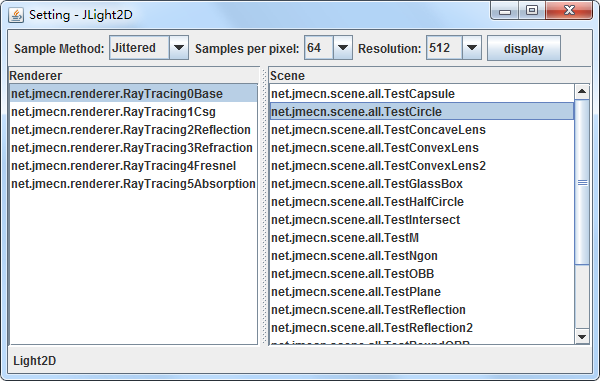 Setting - JLight2D
Sample Method: Jittered Samples per pixel: 64 Resolution: 512 display
Renderer
net.jmecn.renderer.RayTracing0Base
net.jmecn.renderer.RayTracing1Csg
net.jmecn.renderer.RayTracing2Reflection
net.jmecn.renderer.RayTracing3Refraction
net.jmecn.renderer.RayTracing4Fresnel
net.jmecn.renderer.RayTracing5Absorption
Scene
net.jmecn.scene.all.TestCapsule
net.jmecn.scene.all.TestCircle
net.jmecn.scene.all.TestConcaveLens
net.jmecn.scene.all.TestConvexLens
net.jmecn.scene.all.TestConvexLens2
net.jmecn.scene.all.TestGlassBox
net.jmecn.scene.all.TestHalfCircle
net.jmecn.scene.all.TestIntersect
net.jmecn.scene.all.TestM
net.jmecn.scene.all.TestNgon
net.jmecn.scene.all.TestOBB
net.jmecn.scene.all.TestPlane
net.jmecn.scene.all.TestReflection
net.jmecn.scene.all.TestReflection2
net.jmecn.scene.all.TestRoundOBB
Light2D